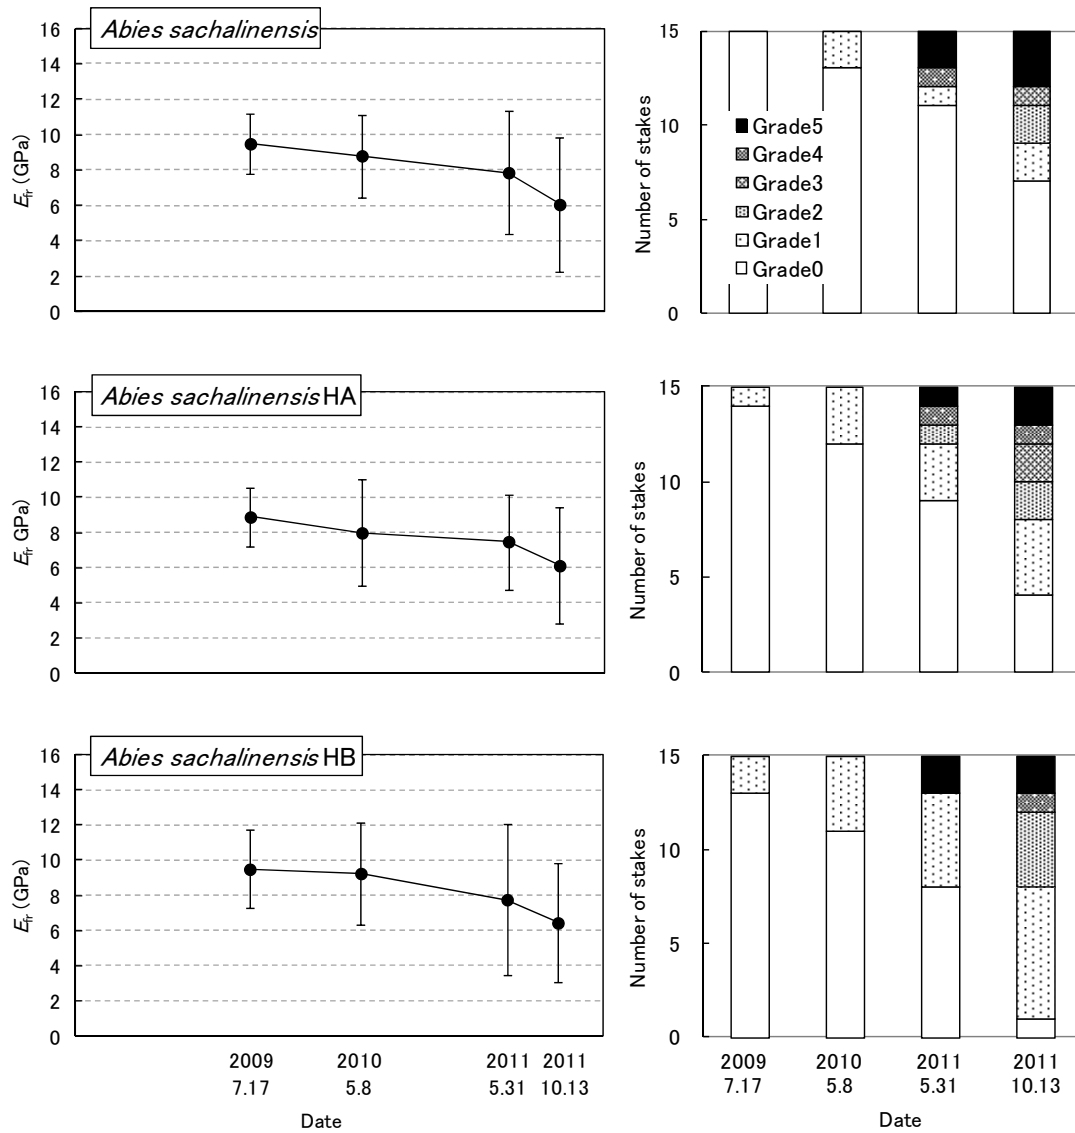 Abies sachalinensis
16
14
12
10
8
6
4
2
0
E_fr (GPa)
15
10
5
0
Number of stakes
Grade5
Grade4
Grade3
Grade2
Grade1
Grade0
Abies sachalinensis HA
16
14
12
10
8
6
4
2
0
E_fr GPa)
15
10
5
0
Number of stakes
Abies sachalinensis HB
16
14
12
10
8
6
4
2
0
E_fr (GPa)
2009 2010 2011 2011
7.17 5.8 5.31 10.13
Date
15
10
5
0
Number of stakes
2009 2010 2011 2011
7.17 5.8 5.31 10.13
Date